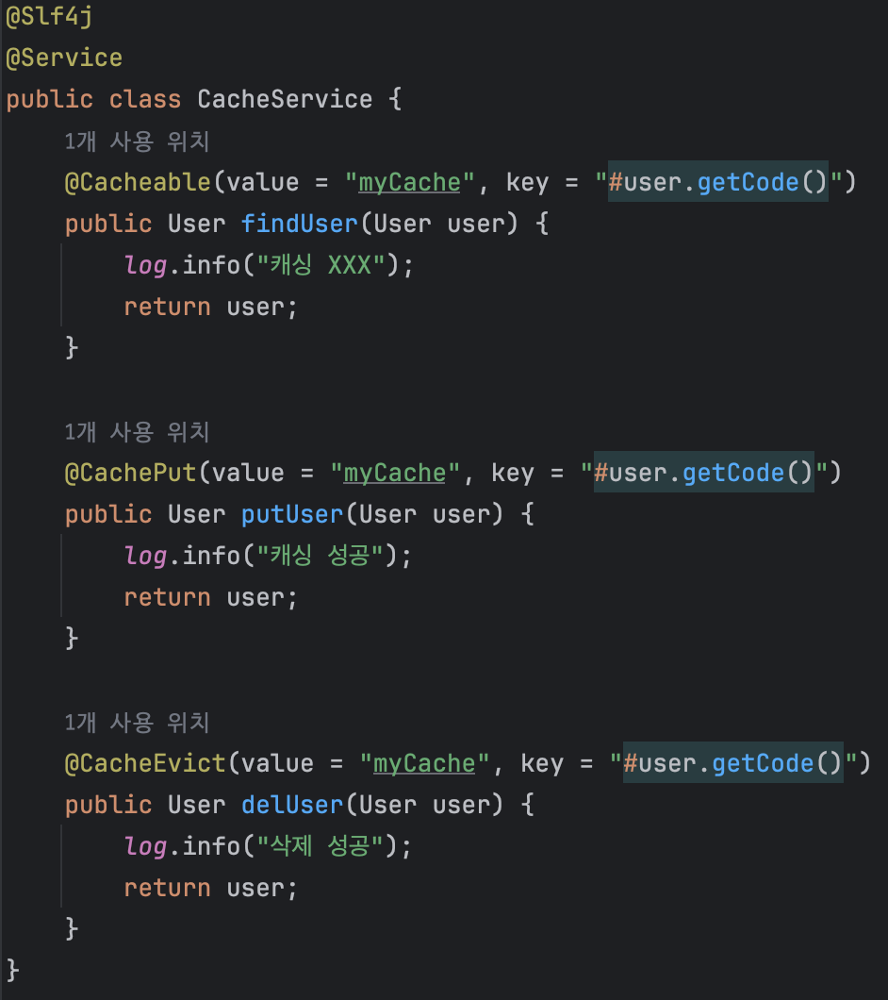 @Slf4j
@Service
public class CacheService {
1개 사용 위치
@Cacheable(value = "myCache", key = "#user.getCode()")
public User findUser(User user) {
log.info("캐싱 XXX");
return user;
}
1개 사용 위치
@CachePut(value = "myCache", key = "#user.getCode()")
public User putUser(User user) {
log.info("캐싱 성공");
return user;
}
1개 사용 위치
@CacheEvict(value = "myCache", key = "#user.getCode()")
public User delUser(User user) {
log.info("삭제 성공");
return user;
}
}